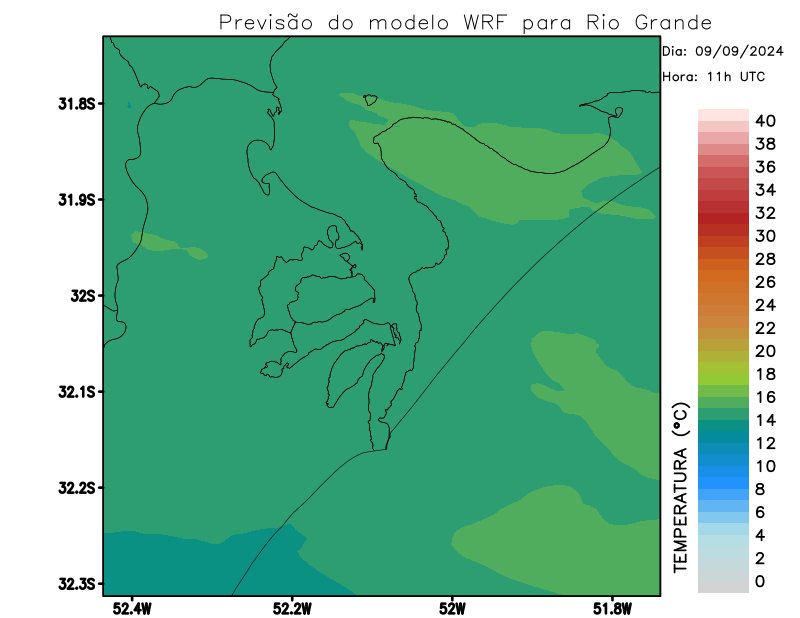 Previsão do modelo WRF para Rio Grande
Dia: 09/09/2024
Hora: 11h UTC
31.8S
31.9S
32S
32.1S
32.2S
32.3S
52.4W
52.2W
52W
51.8W
TEMPERATURA (°C)
40
38
36
34
32
30
28
26
24
22
20
18
16
14
12
10
8
6
4
2
0